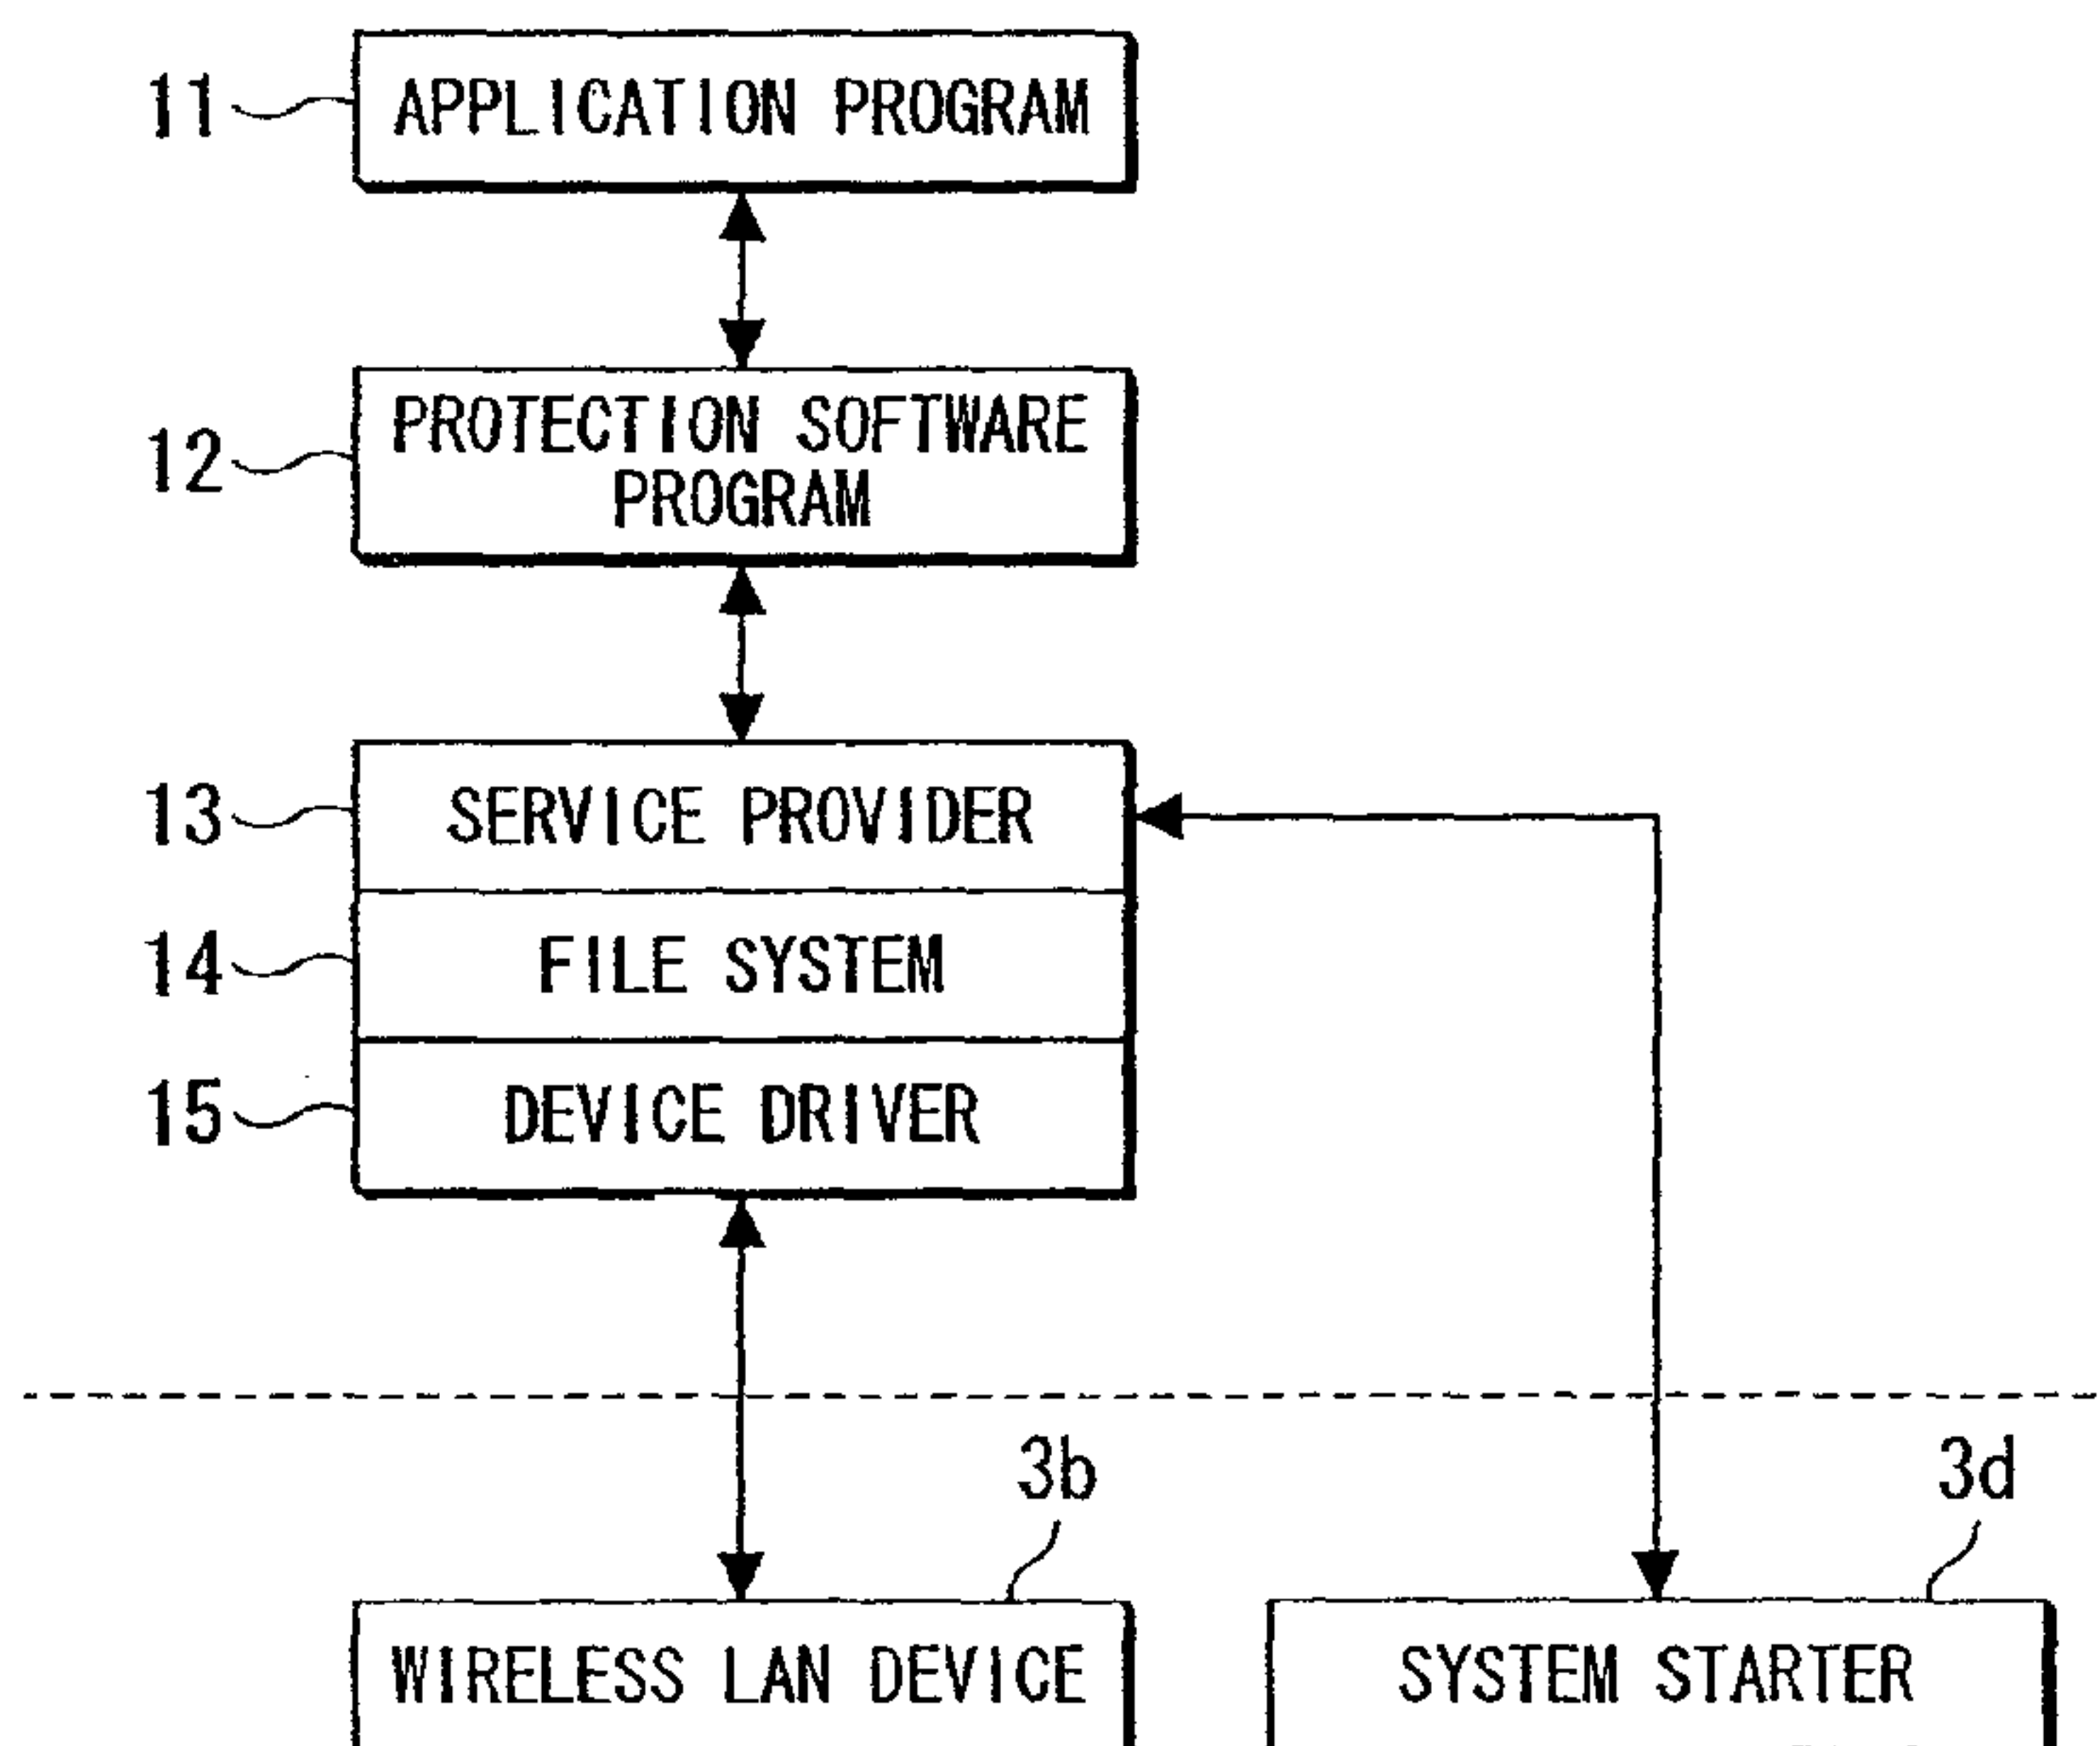 11 APPLICATION PROGRAM
12 PROTECTION SOFTWARE
PROGRAM
13 SERVICE PROVIDER
14 FILE SYSTEM
15 DEVICE DRIVER
3b
3d
WIRELESS LAN DEVICE
SYSTEM STARTER